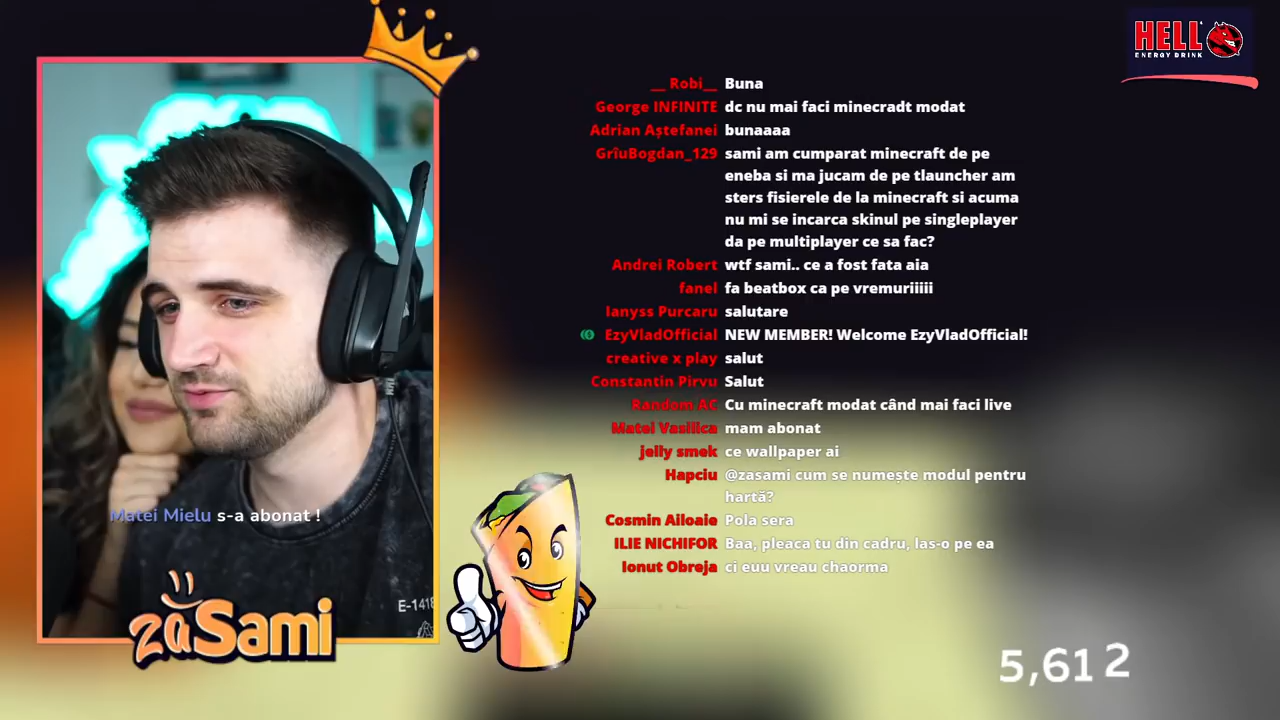 HELL
ENERGY DRINK
__ Robi__ Buna
George INFINITE dc nu mai faci minecradt modat
Adrian Aștefanei bunaaaa
GrîuBogdan_129 sami am cumparat minecraft de pe
eneba si ma jucam de pe tlauncher am
sters fisierele de la minecraft si acuma
nu mi se incarca skinul pe singleplayer
da pe multiplayer ce sa fac?
Andrei Robert wtf sami.. ce a fost fata aia
fanel fa beatbox ca pe vremuriiiii
Ianyss Purcaru salutare
EzyVladOfficial NEW MEMBER! Welcome EzyVladOfficial!
creative x play salut
Constantin Pirvu Salut
Random AC Cu minecraft modat când mai faci live
Matei Vasilica mam abonat
jelly smek ce wallpaper ai
Hapciu @zasami cum se numește modul pentru
hartă?
Matei Mielu s-a abonat !
Cosmin Ailoaie Pola sera
ILIE NICHIFOR Baa, pleaca tu din cadru, las-o pe ea
Ionut Obreja ci euu vreau chaorma
E-1418
zaSami
5,612